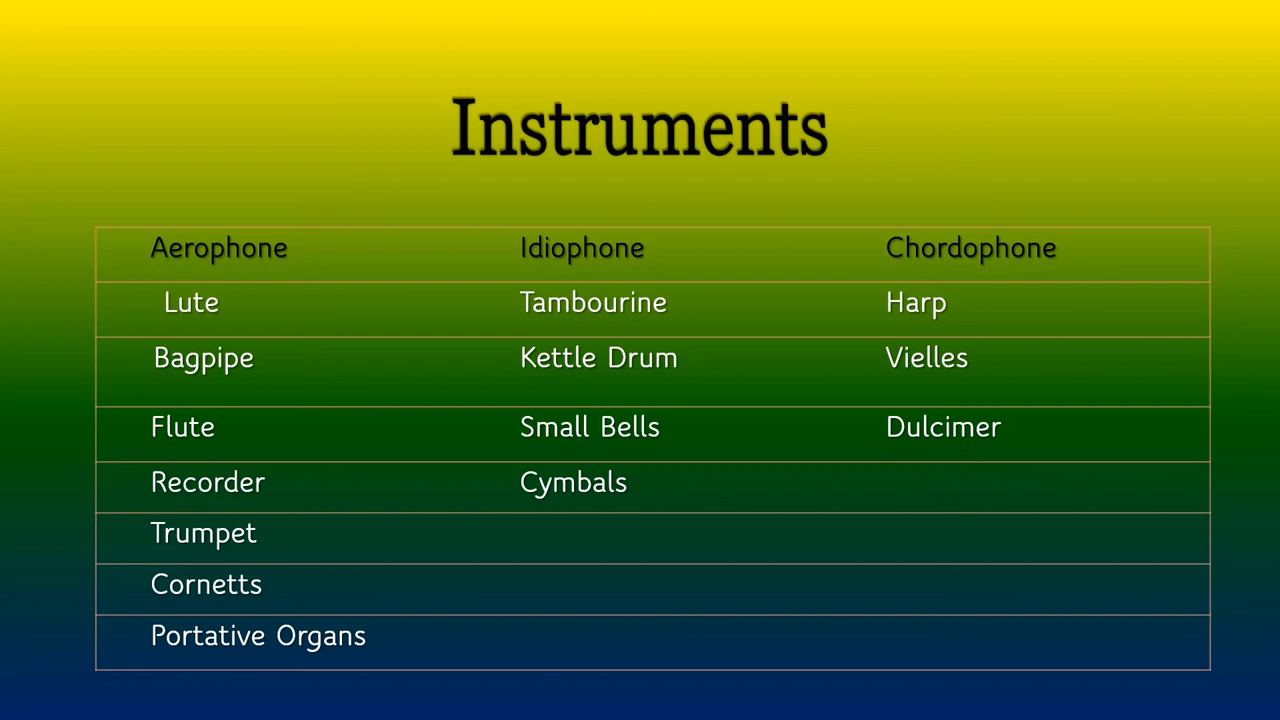 Instruments
Aerophone Idiophone Chordophone
Lute Tambourine Harp
Bagpipe Kettle Drum Vielles
Flute Small Bells Dulcimer
Recorder Cymbals
Trumpet
Cornetts
Portative Organs